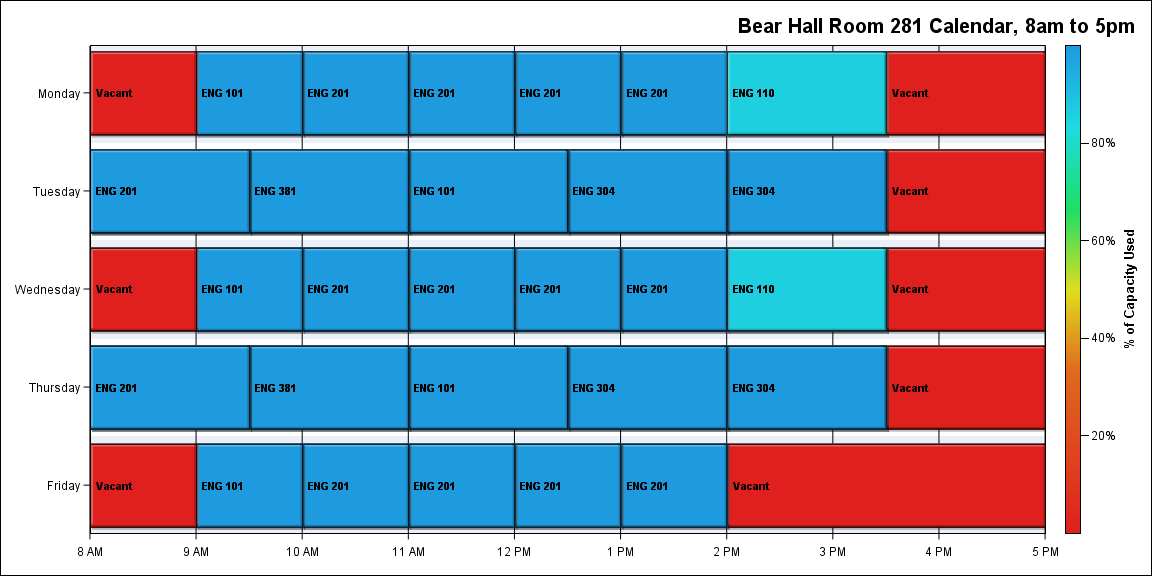 Bear Hall Room 281 Calendar, 8am to 5pm
Monday Vacant ENG 101 ENG 201 ENG 201 ENG 201 ENG 201 ENG 110 Vacant
80%
Tuesday ENG 201 ENG 381 ENG 101 ENG 304 ENG 304 Vacant
60%
% of Capacity Used
Wednesday Vacant ENG 101 ENG 201 ENG 201 ENG 201 ENG 201 ENG 110 Vacant
40%
Thursday ENG 201 ENG 381 ENG 101 ENG 304 ENG 304 Vacant
20%
Friday Vacant ENG 101 ENG 201 ENG 201 ENG 201 ENG 201 Vacant
8 AM 9 AM 10 AM 11 AM 12 PM 1 PM 2 PM 3 PM 4 PM 5 PM